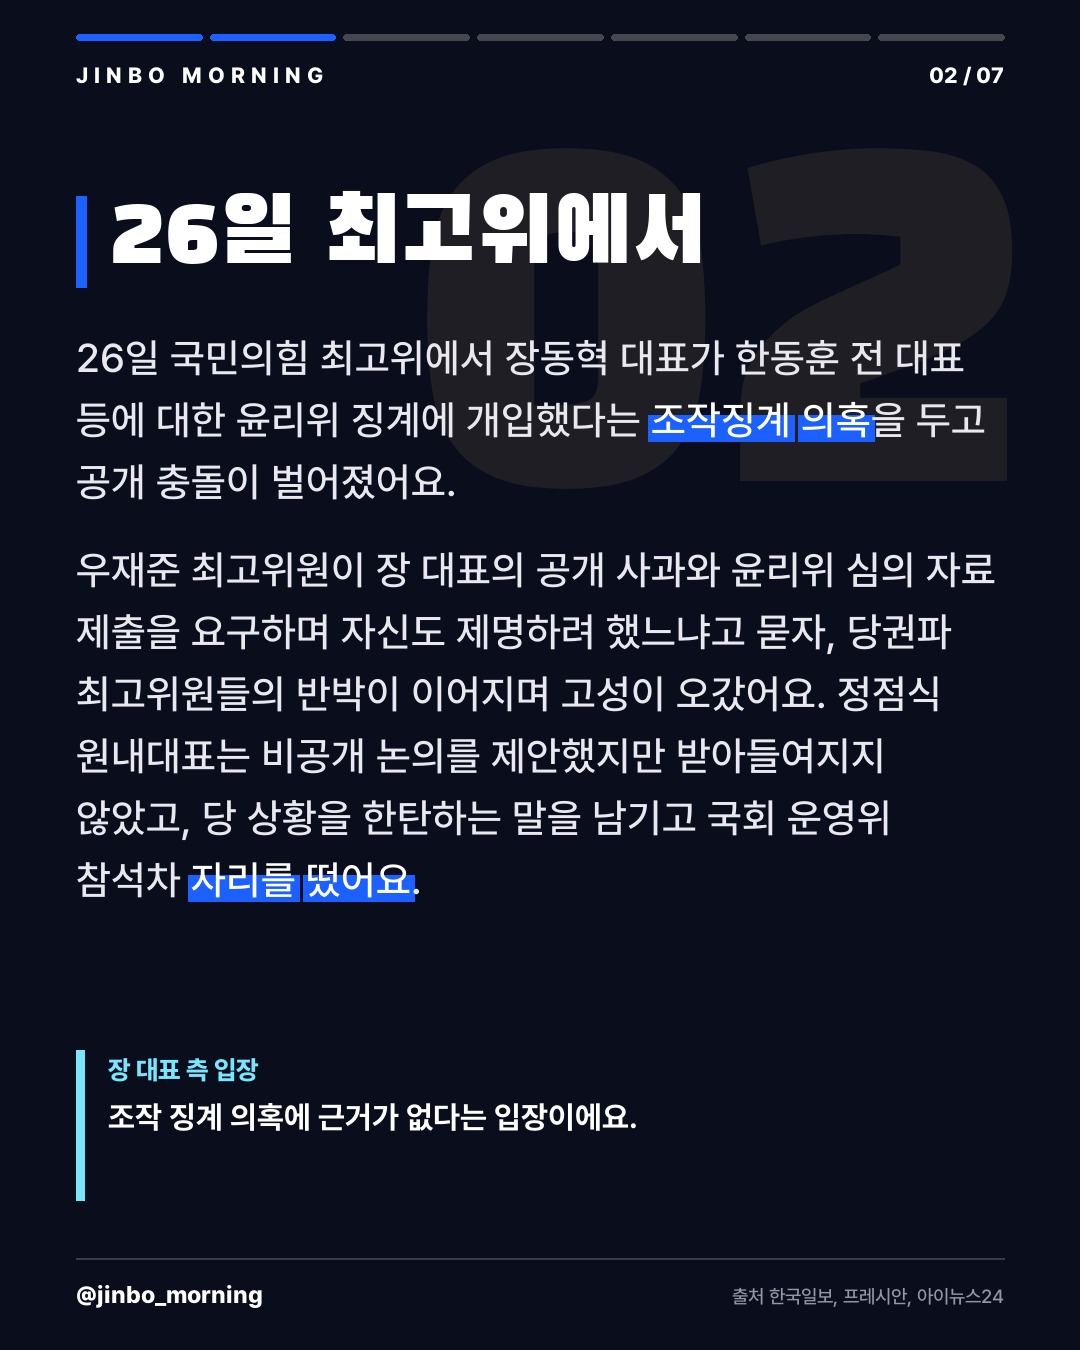 JINBO MORNING
02 / 07
02
26일 최고위에서
26일 국민의힘 최고위에서 장동혁 대표가 한동훈 전 대표
등에 대한 윤리위 징계에 개입했다는 조작징계 의혹을 두고
공개 충돌이 벌어졌어요.
우재준 최고위원이 장 대표의 공개 사과와 윤리위 심의 자료
제출을 요구하며 자신도 제명하려 했느냐고 묻자, 당권파
최고위원들의 반박이 이어지며 고성이 오갔어요. 정점식
원내대표는 비공개 논의를 제안했지만 받아들여지지
않았고, 당 상황을 한탄하는 말을 남기고 국회 운영위
참석차 자리를 떴어요.
장 대표 측 입장
조작 징계 의혹에 근거가 없다는 입장이에요.
@jinbo_morning
출처 한국일보, 프레시안, 아이뉴스24